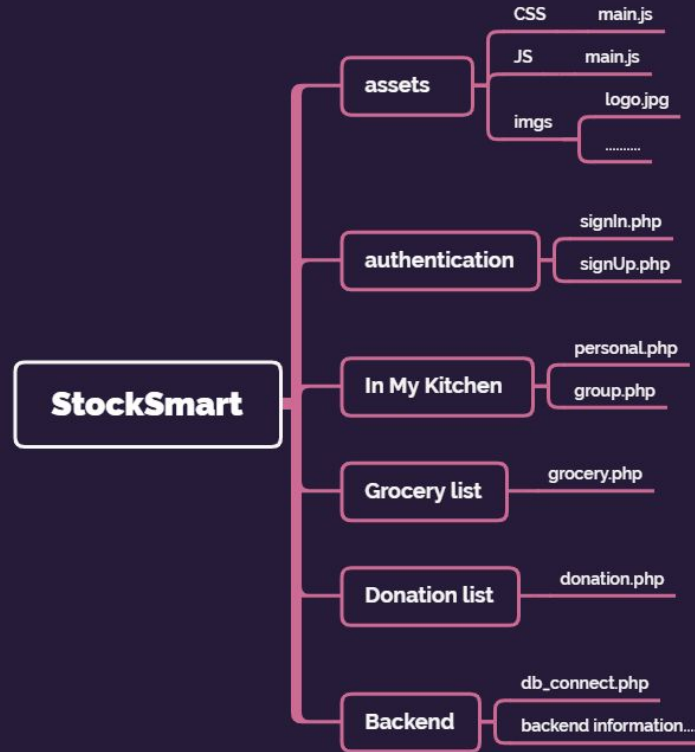 CSS main.js
JS main.js
assets
logo.jpg
imgs
..........
signIn.php
authentication
signUp.php
personal.php
In My Kitchen
group.php
StockSmart
grocery.php
Grocery list
donation.php
Donation list
db_connect.php
Backend
backend information...